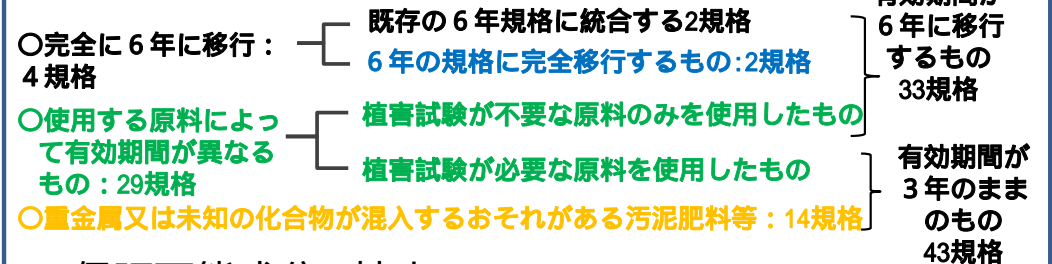 ○完全に６年に移行：
４規格
既存の６年規格に統合する2規格
６年の規格に完全移行するもの:2規格
○使用する原料によっ
て有効期間が異なる
もの：29規格
植害試験が不要な原料のみを使用したもの
植害試験が必要な原料を使用したもの
○重金属又は未知の化合物が混入するおそれがある汚泥肥料等：14規格
有効期間が
６年に移行
するもの
33規格
有効期間が
３年のまま
のもの
43規格